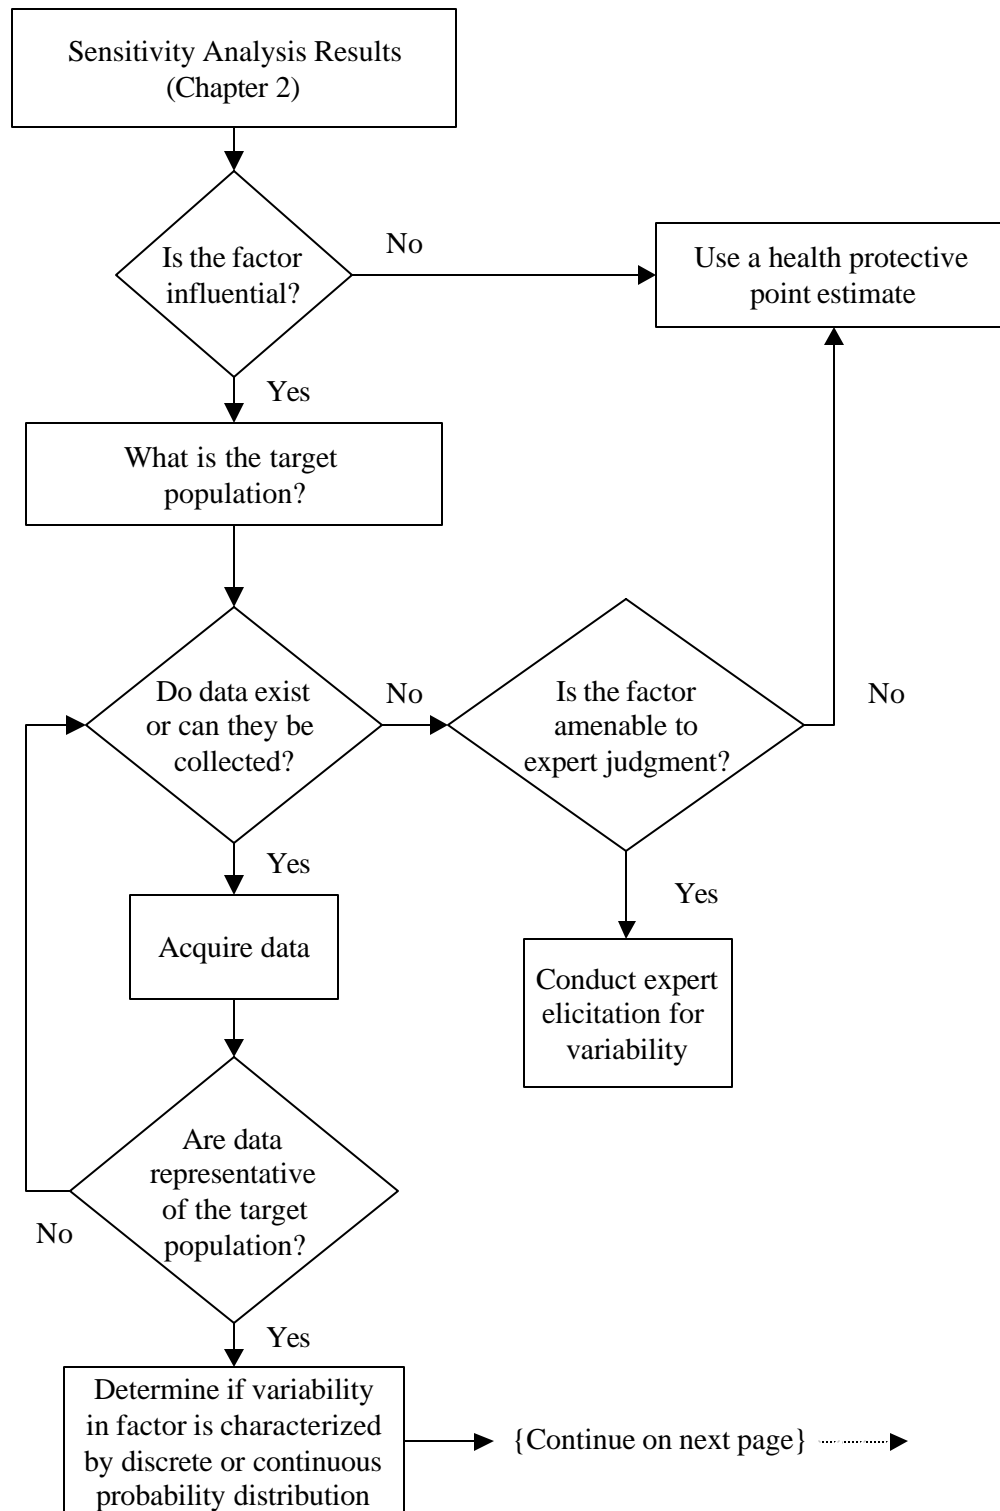 Sensitivity Analysis Results
(Chapter 2)
Is the factor
influential?
No
Use a health protective
point estimate
Yes
What is the target
population?
Do data exist
or can they be
collected?
No
Is the factor
amenable to
expert judgment?
No
Yes
Yes
Acquire data
Conduct expert
elicitation for
variability
Are data
representative
of the target
population?
No
Yes
Determine if variability
in factor is characterized
by discrete or continuous
probability distribution
{Continue on next page}